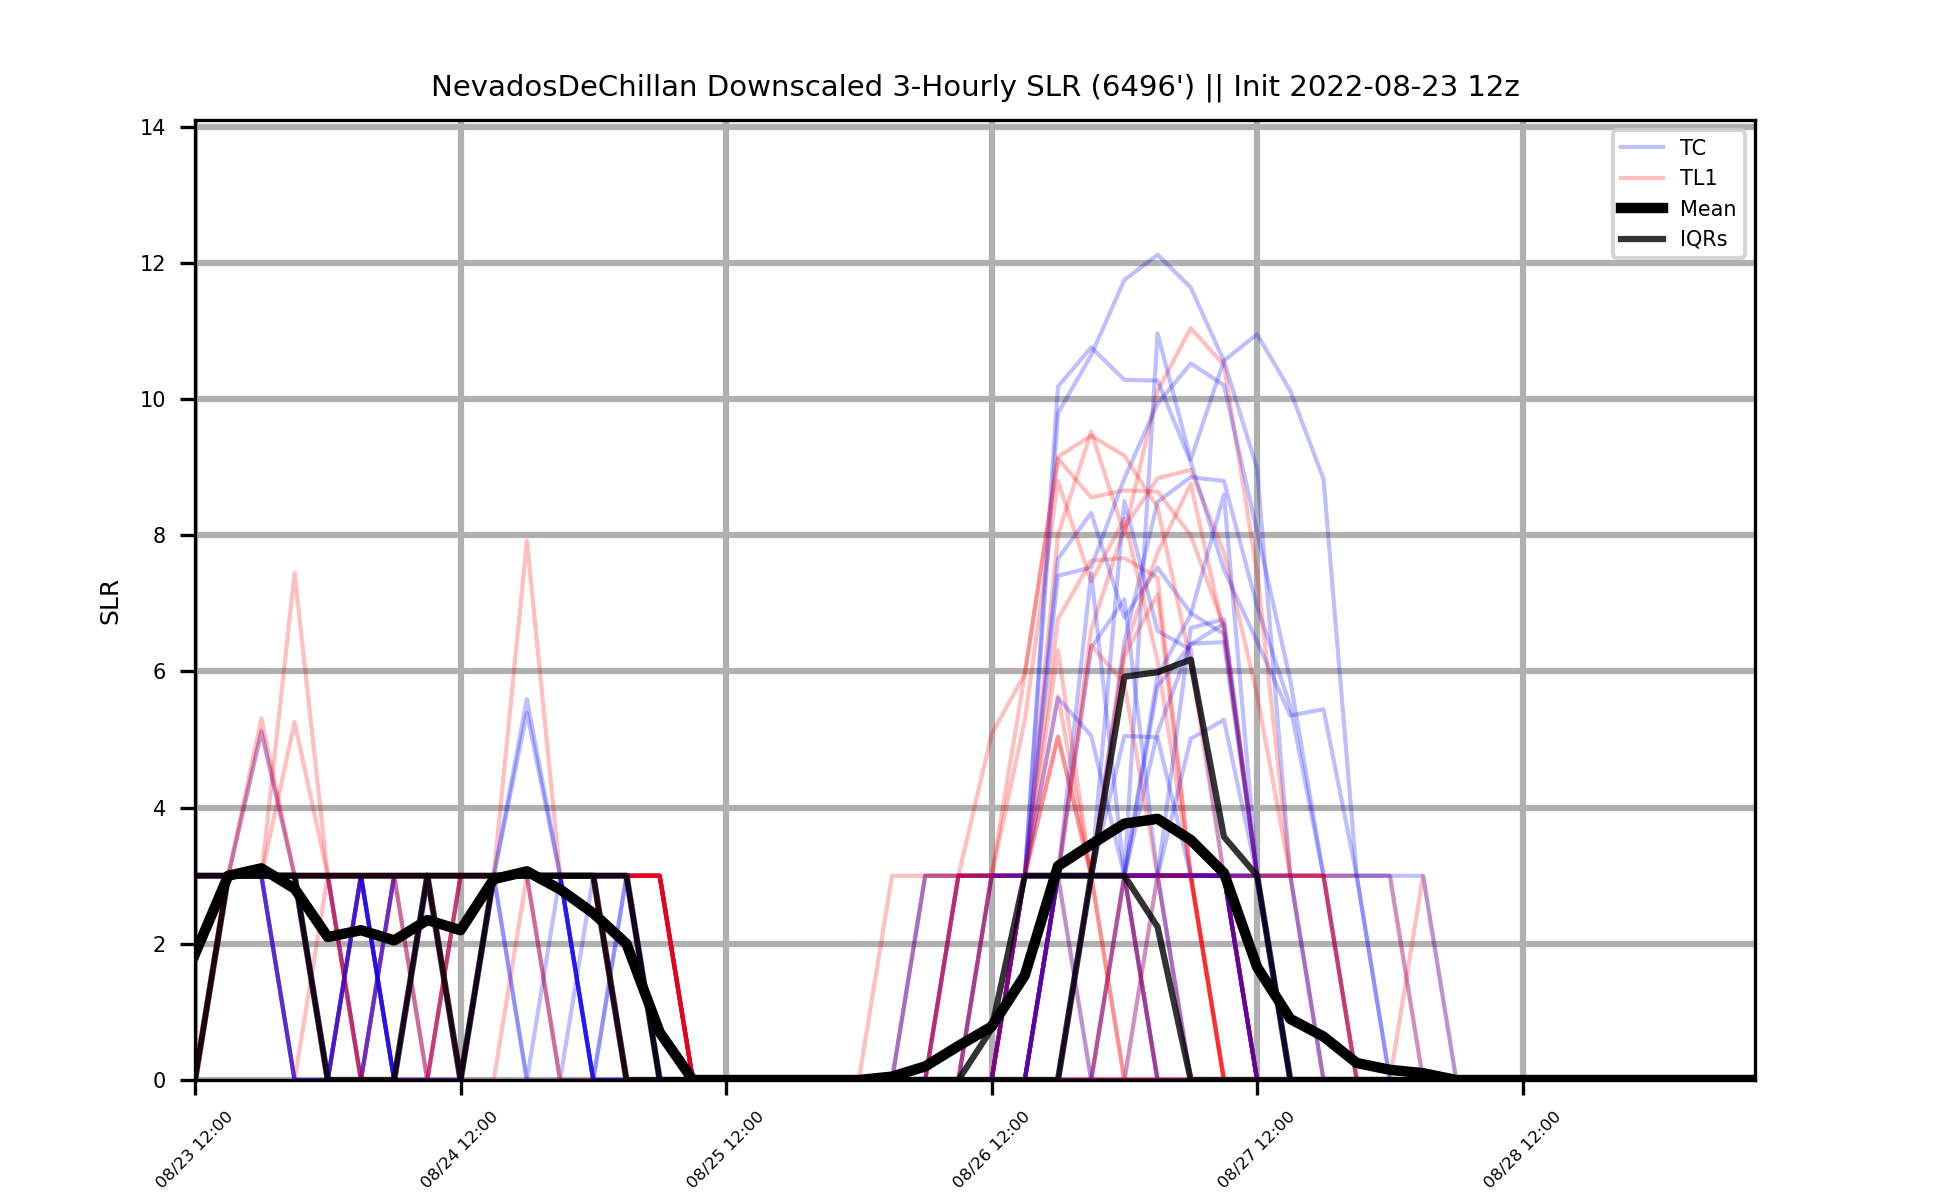 NevadosDeChillan Downscaled 3-Hourly SLR (6496') || Init 2022-08-23 12z
14
12
10
8
6
4
2
0
SLR
TC
TL1
Mean
IQRs
08/23 12:00
08/24 12:00
08/25 12:00
08/26 12:00
08/27 12:00
08/28 12:00